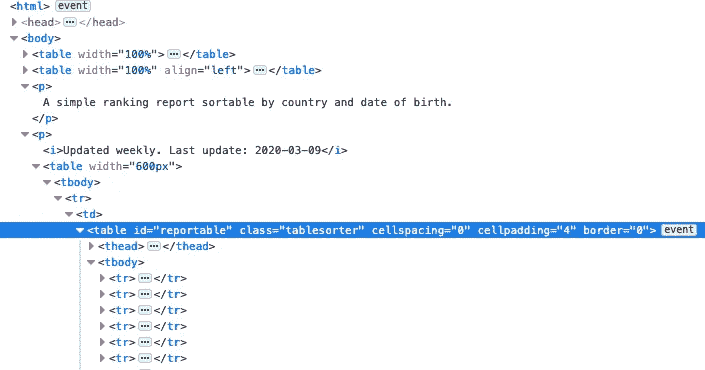 <html> event
<head> ... </head>
<body>
<table width="100%"> ... </table>
<table width="100%" align="left"> ... </table>
<p>
A simple ranking report sortable by country and date of birth.
</p>
<p>
<i>Updated weekly. Last update: 2020-03-09</i>
<table width="600px">
<tbody>
<tr>
<td>
<table id="reportable" class="tablesorter" cellspacing="0" cellpadding="4" border="0"> event
<thead> ... </thead>
<tbody>
<tr> ... </tr>
<tr> ... </tr>
<tr> ... </tr>
<tr> ... </tr>
<tr> ... </tr>
<tr> ... </tr>